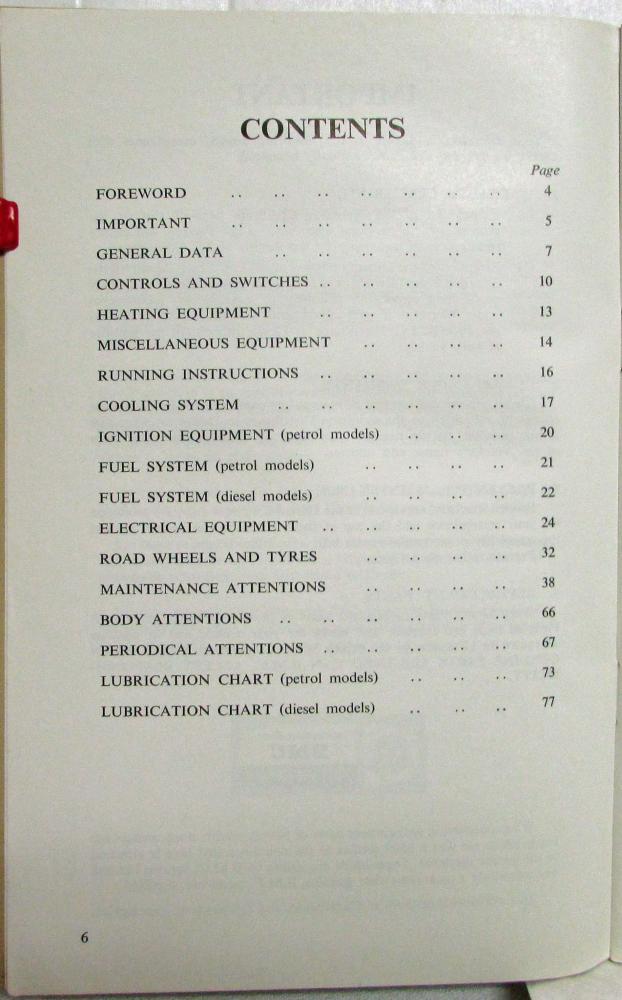 CONTENTS
Page
FOREWORD .. .. .. .. .. .. .. 4
IMPORTANT .. .. .. .. .. .. .. 5
GENERAL DATA .. .. .. .. .. .. 7
CONTROLS AND SWITCHES .. .. .. .. .. 10
HEATING EQUIPMENT .. .. .. .. .. 13
MISCELLANEOUS EQUIPMENT .. .. .. .. 14
RUNNING INSTRUCTIONS .. .. .. .. .. 16
COOLING SYSTEM .. .. .. .. .. .. 17
IGNITION EQUIPMENT (petrol models) .. .. .. 20
FUEL SYSTEM (petrol models) .. .. .. .. 21
FUEL SYSTEM (diesel models) .. .. .. .. 22
ELECTRICAL EQUIPMENT .. .. .. .. .. 24
ROAD WHEELS AND TYRES .. .. .. .. 32
MAINTENANCE ATTENTIONS .. .. .. .. 38
BODY ATTENTIONS .. .. .. .. .. .. 66
PERIODICAL ATTENTIONS .. .. .. .. .. 67
LUBRICATION CHART (petrol models) .. .. .. 73
LUBRICATION CHART (diesel models) .. .. .. 77
6